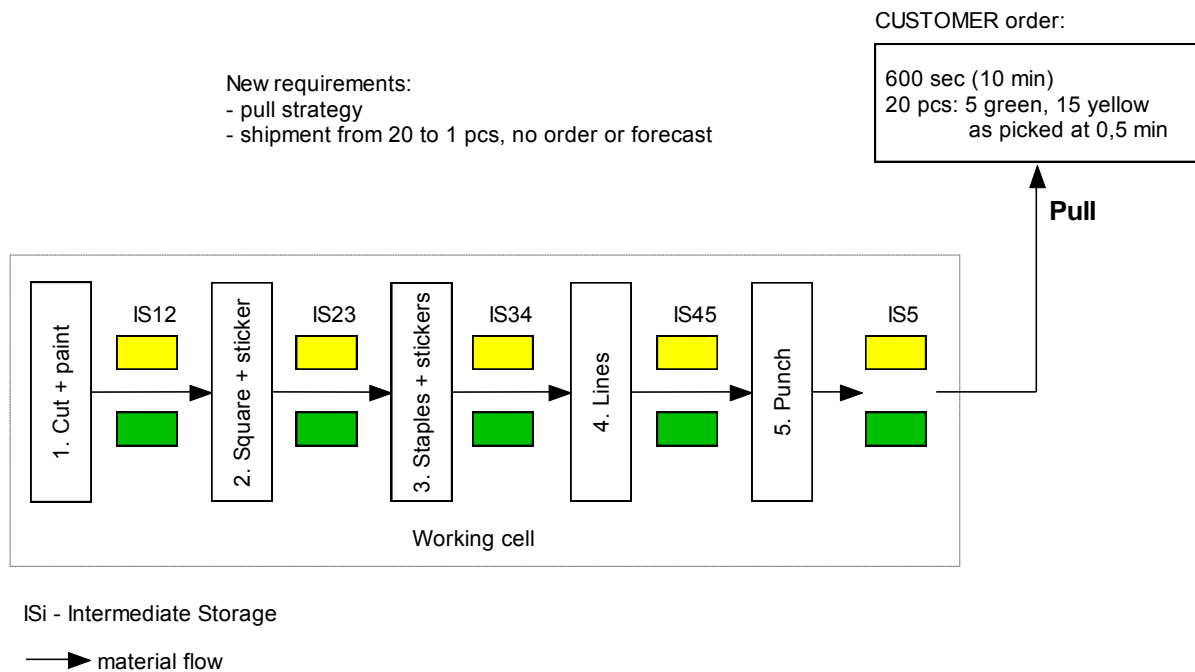 CUSTOMER order:
600 sec (10 min)
20 pcs: 5 green, 15 yellow
as picked at 0,5 min
New requirements:
- pull strategy
- shipment from 20 to 1 pcs, no order or forecast
Pull
1. Cut + paint
IS12
2. Square + sticker
IS23
3. Staples + stickers
IS34
4. Lines
IS45
5. Punch
IS5
Working cell
ISi - Intermediate Storage
material flow